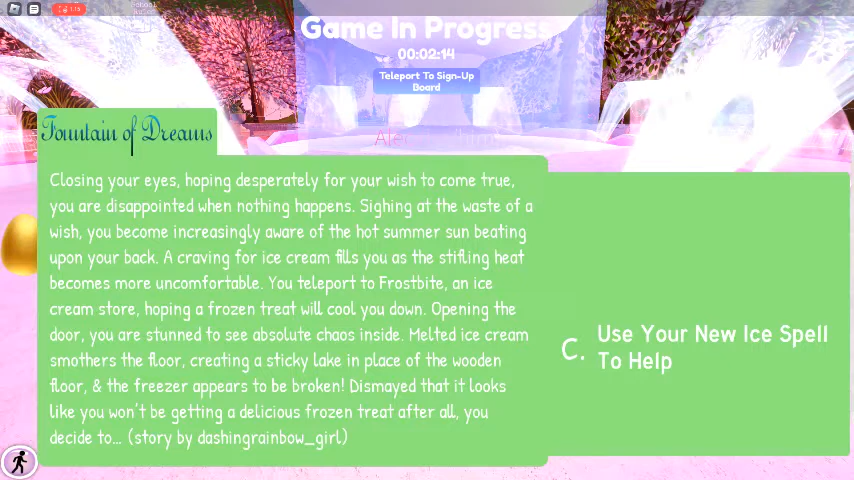 Game In Progress
00:02:14
Teleport To Sign-Up
Board
Fountain of Dreams
Closing your eyes, hoping desperately for your wish to come true,
you are disappointed when nothing happens. Sighing at the waste of a
wish, you become increasingly aware of the hot summer sun beating
upon your back. A craving for ice cream fills you as the stifling heat
becomes more uncomfortable. You teleport to Frostbite, an ice
cream store, hoping a frozen treat will cool you down. Opening the
door, you are stunned to see absolute chaos inside. Melted ice cream
smothers the floor, creating a sticky lake in place of the wooden
floor, & the freezer appears to be broken! Dismayed that it looks
like you won't be getting a delicious frozen treat after all, you
decide to... (story by dashingrainbow_girl)
C. Use Your New Ice Spell
To Help